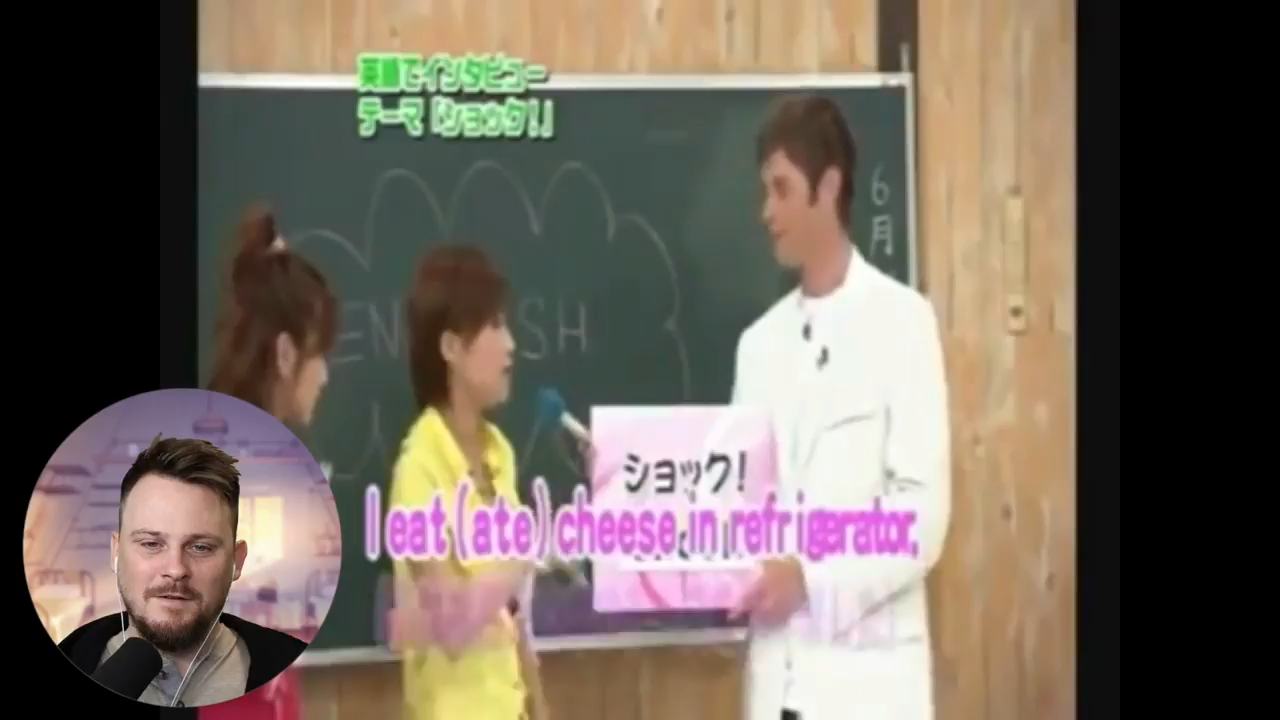 英語でインタビュー
テーマ「ショック!」
6月
ENGLISH
ショック!
I eat (ate) cheese in refrigerator.